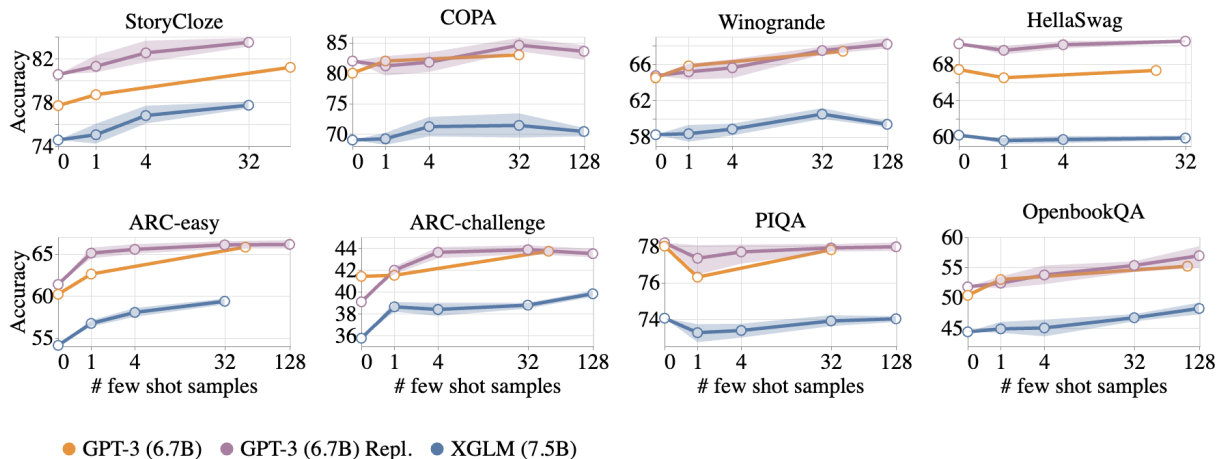 StoryCloze COPA Winogrande HellaSwag
Accuracy
82
78
74
0 1 4 32
85
80
70
0 1 4 32 128
66
62
58
0 1 4 32 128
68
64
60
0 1 4 32
ARC-easy ARC-challenge PIQA OpenbookQA
Accuracy
65
60
55
0 1 4 32 128
# few shot samples
44
42
40
38
36
0 1 4 32 128
# few shot samples
78
76
74
0 1 4 32 128
# few shot samples
60
55
50
45
0 1 4 32 128
# few shot samples
GPT-3 (6.7B) GPT-3 (6.7B) Repl. XGLM (7.5B)